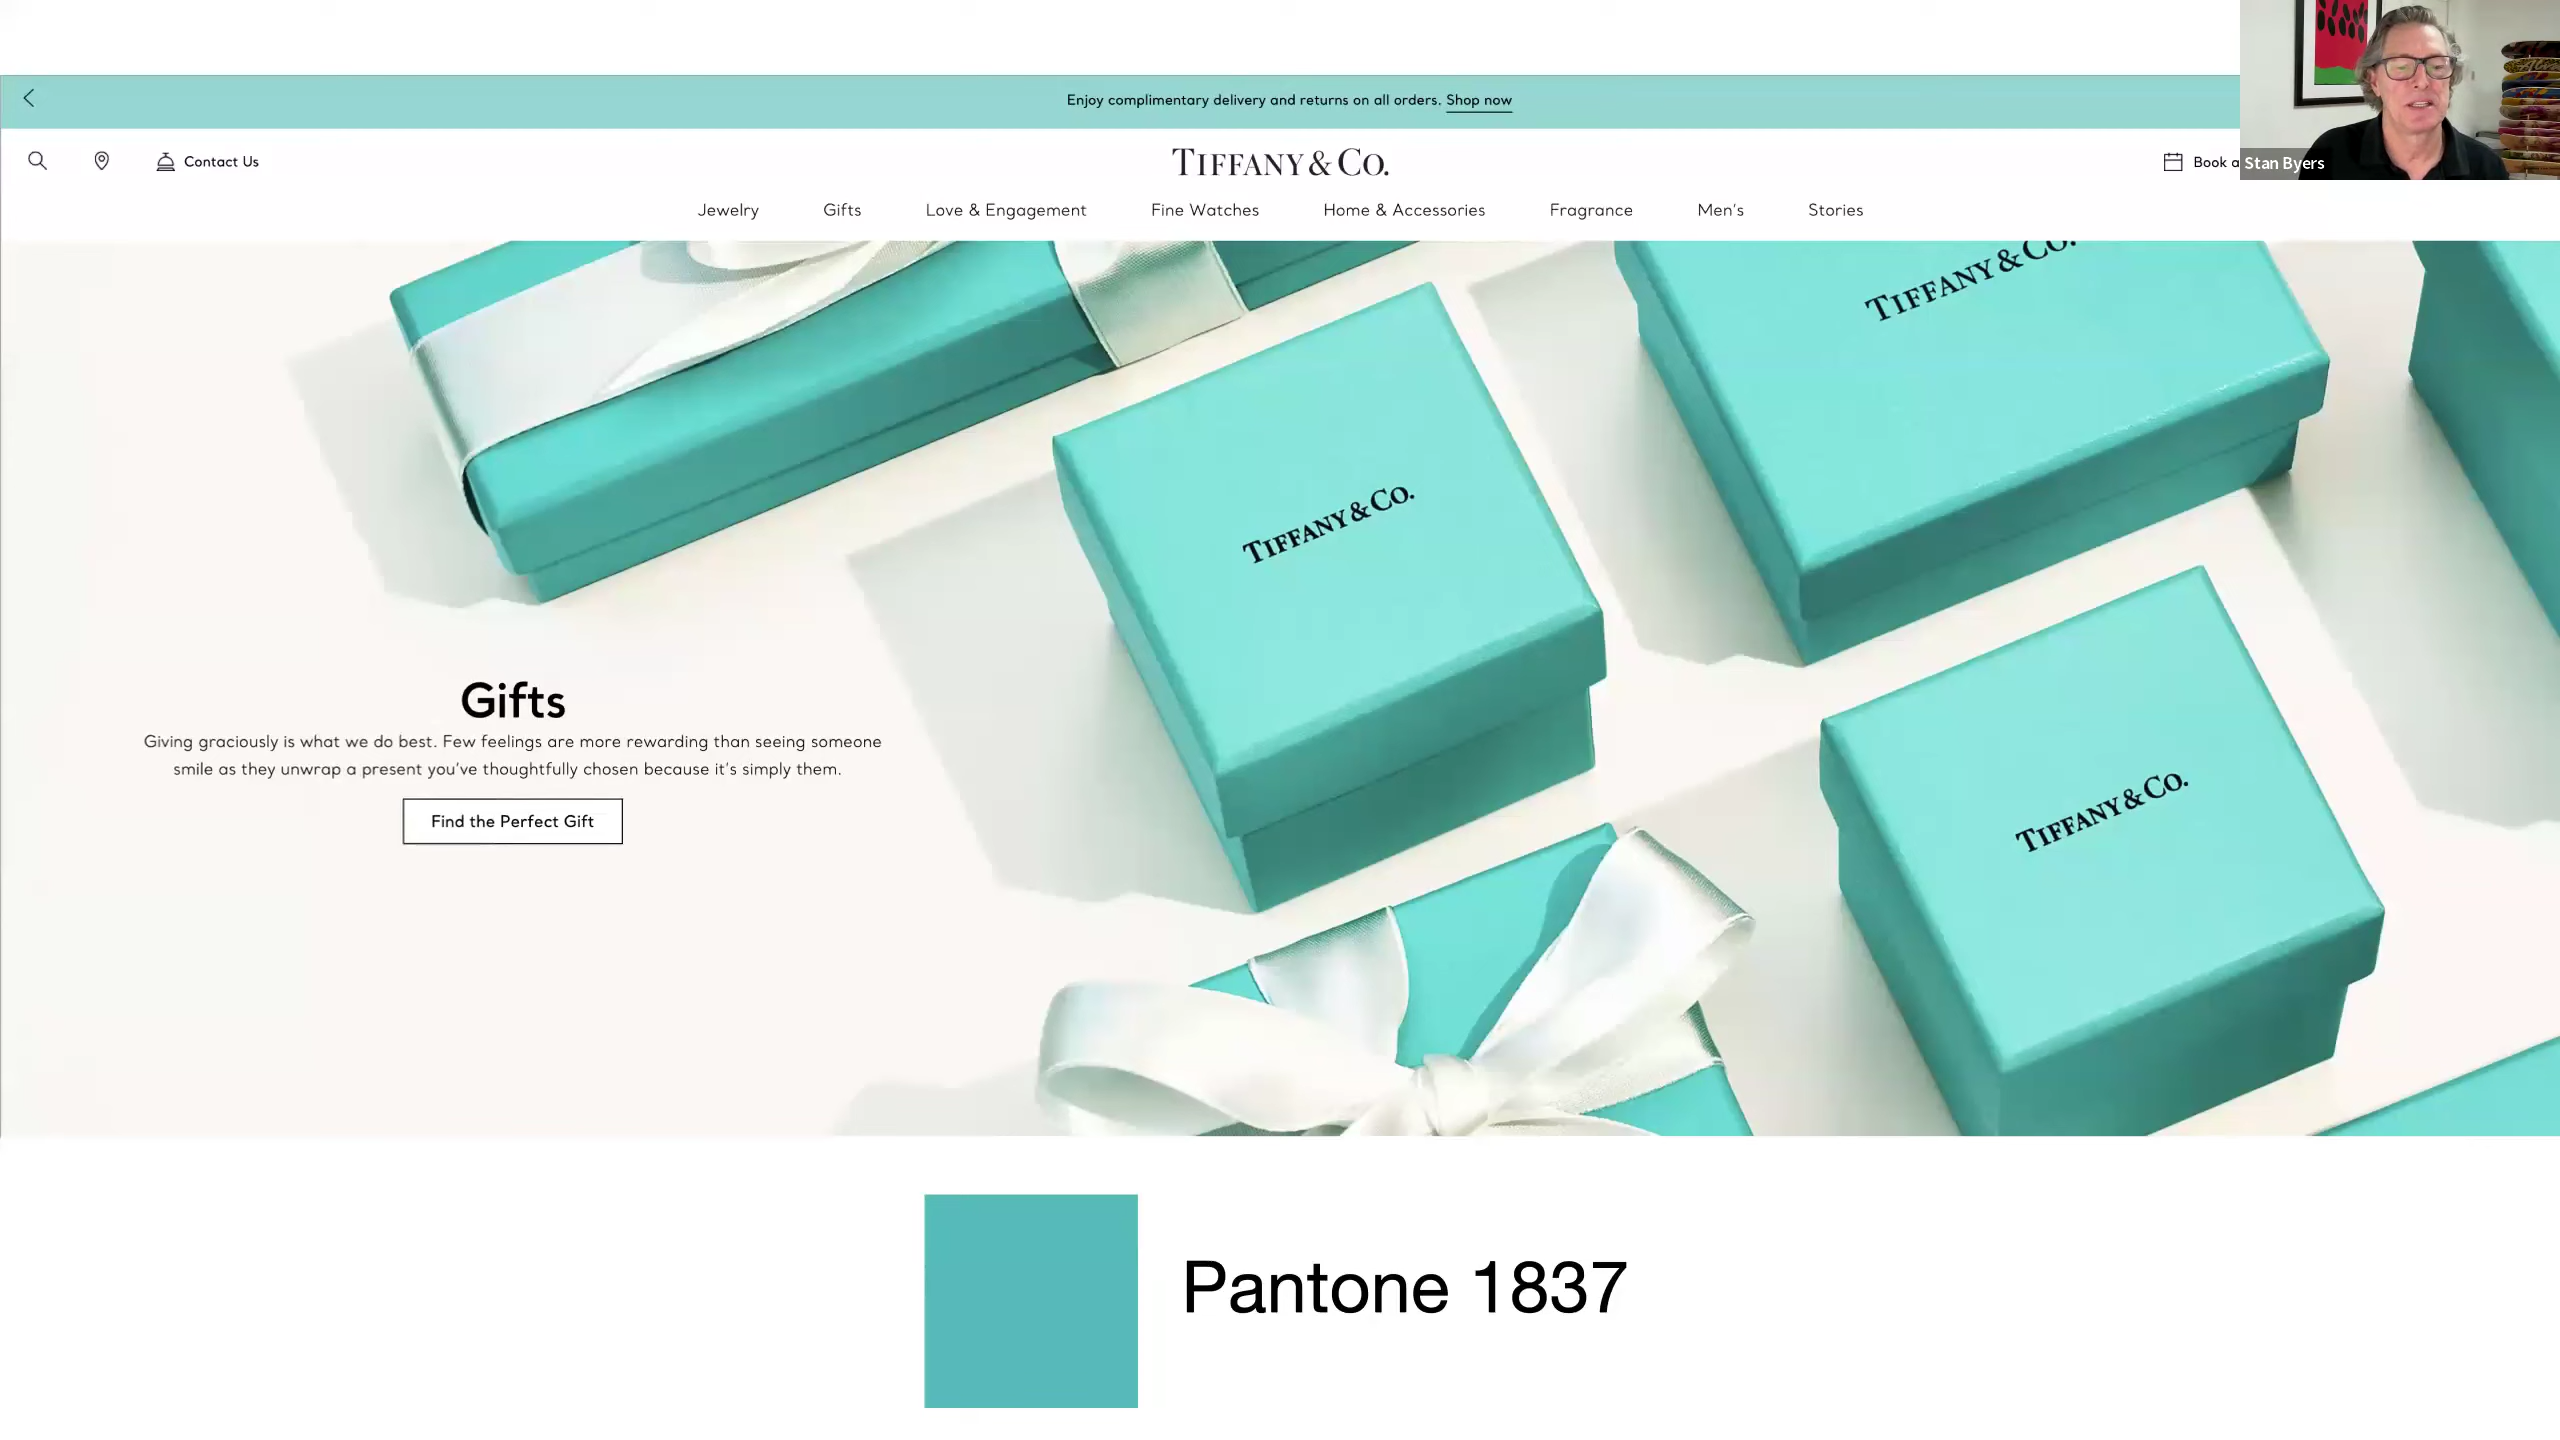 Enjoy complimentary delivery and returns on all orders. Shop now
Contact Us
TIFFANY & CO.
Book a
Stan Byers
Jewelry
Gifts
Love & Engagement
Fine Watches
Home & Accessories
Fragrance
Men's
Stories
TIFFANY & CO.
TIFFANY & CO.
TIFFANY & CO.
Gifts
Giving graciously is what we do best. Few feelings are more rewarding than seeing someone
smile as they unwrap a present you've thoughtfully chosen because it's simply them.
Find the Perfect Gift
Pantone 1837